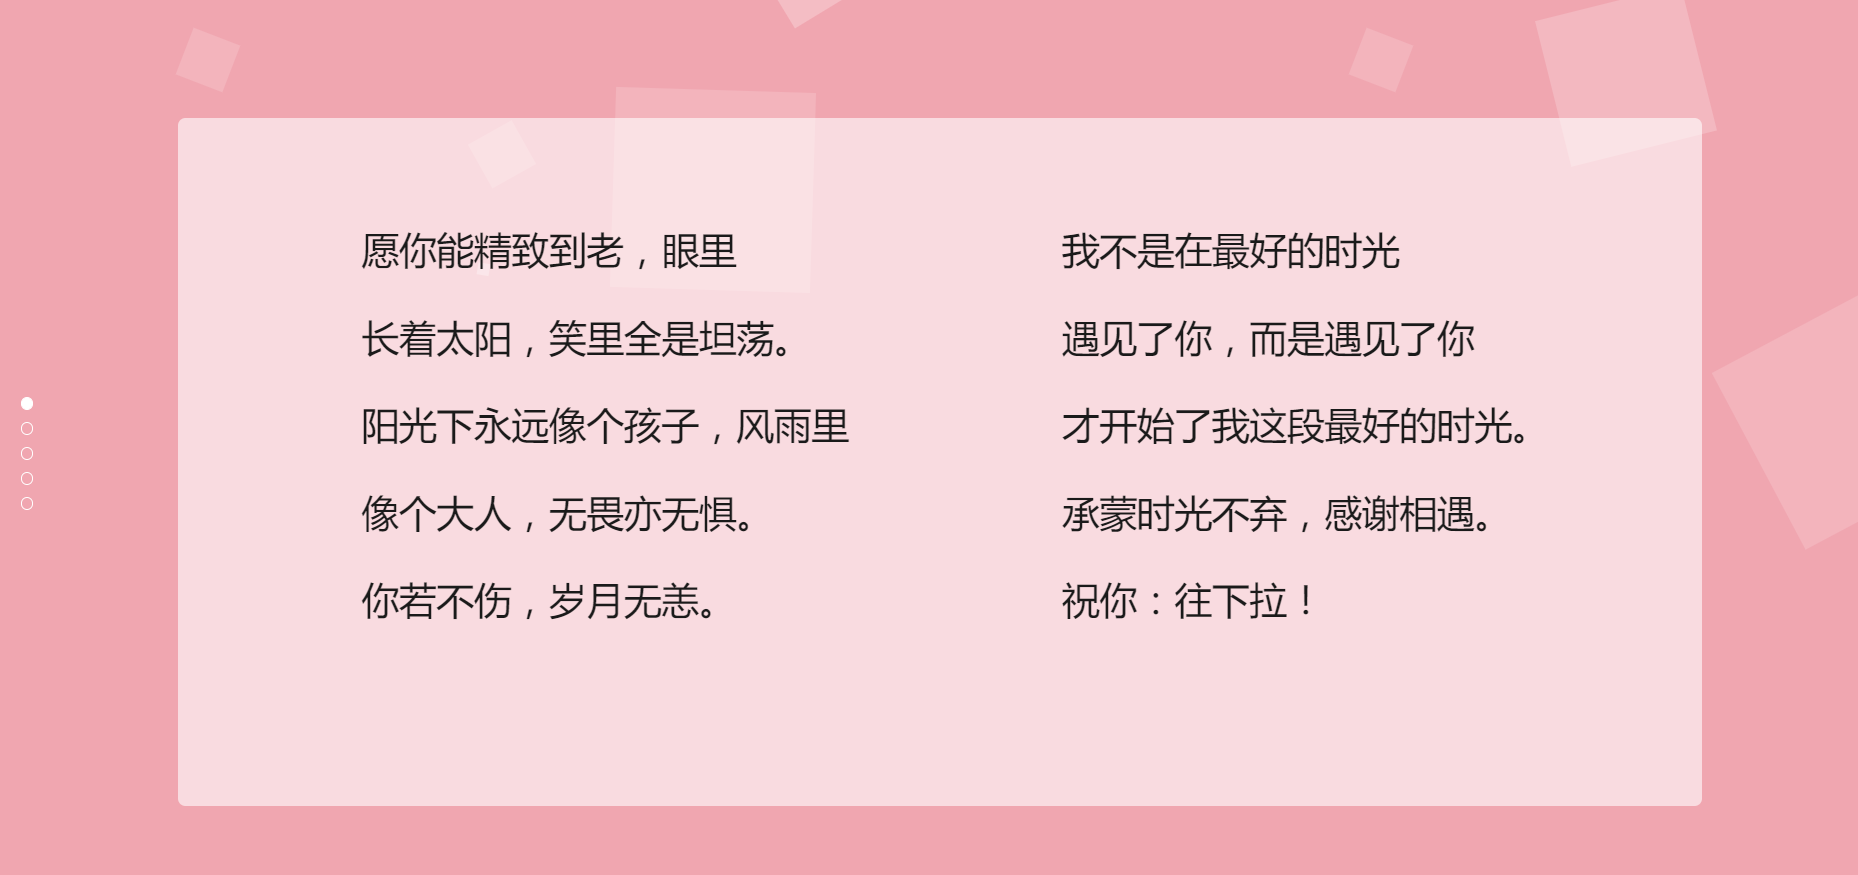 愿你能精致到老，眼里
长着太阳，笑里全是坦荡。
阳光下永远像个孩子，风雨里
像个大人，无畏亦无惧。
你若不伤，岁月无恙。
我不是在最好的时光
遇见了你，而是遇见了你
才开始了我这段最好的时光。
承蒙时光不弃，感谢相遇。
祝你：往下拉！